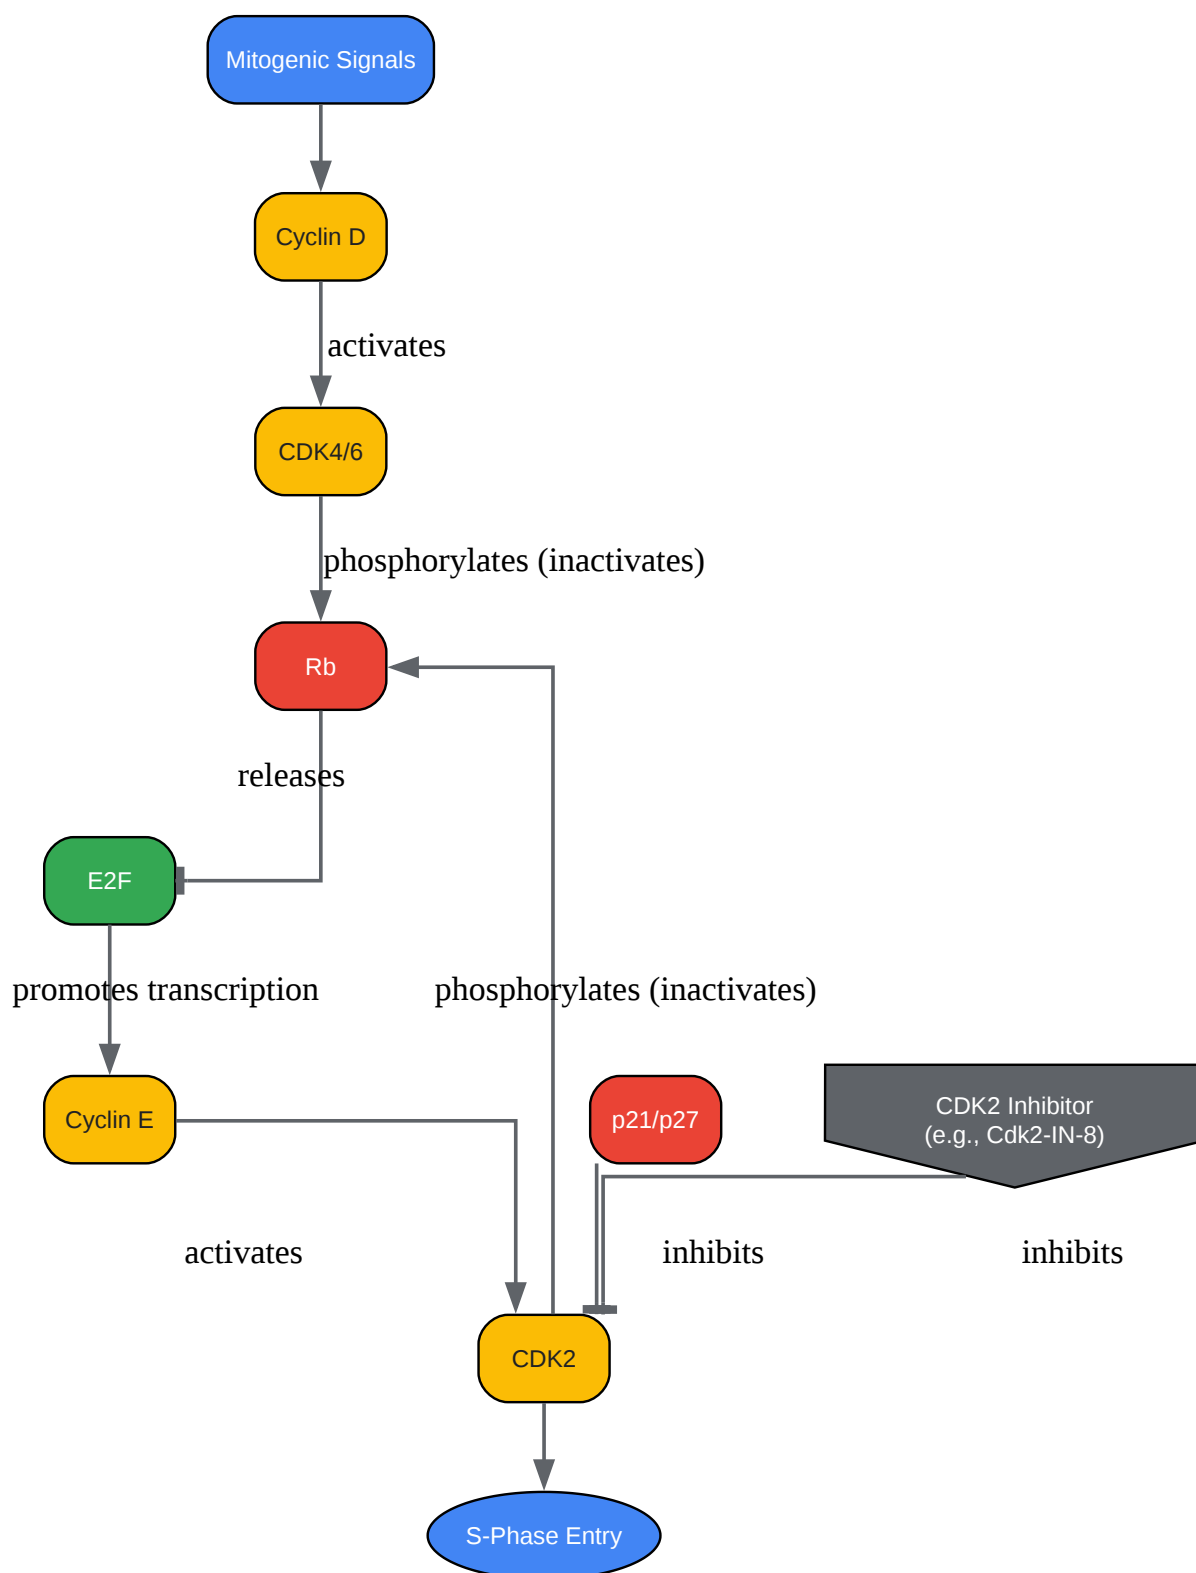 Mitogenic Signals
Cyclin D
activates
CDK4/6
phosphorylates (inactivates)
Rb
releases
E2F
promotes transcription
phosphorylates (inactivates)
Cyclin E
p21/p27
CDK2 Inhibitor
(e.g., Cdk2-IN-8)
activates
inhibits
inhibits
CDK2
S-Phase Entry